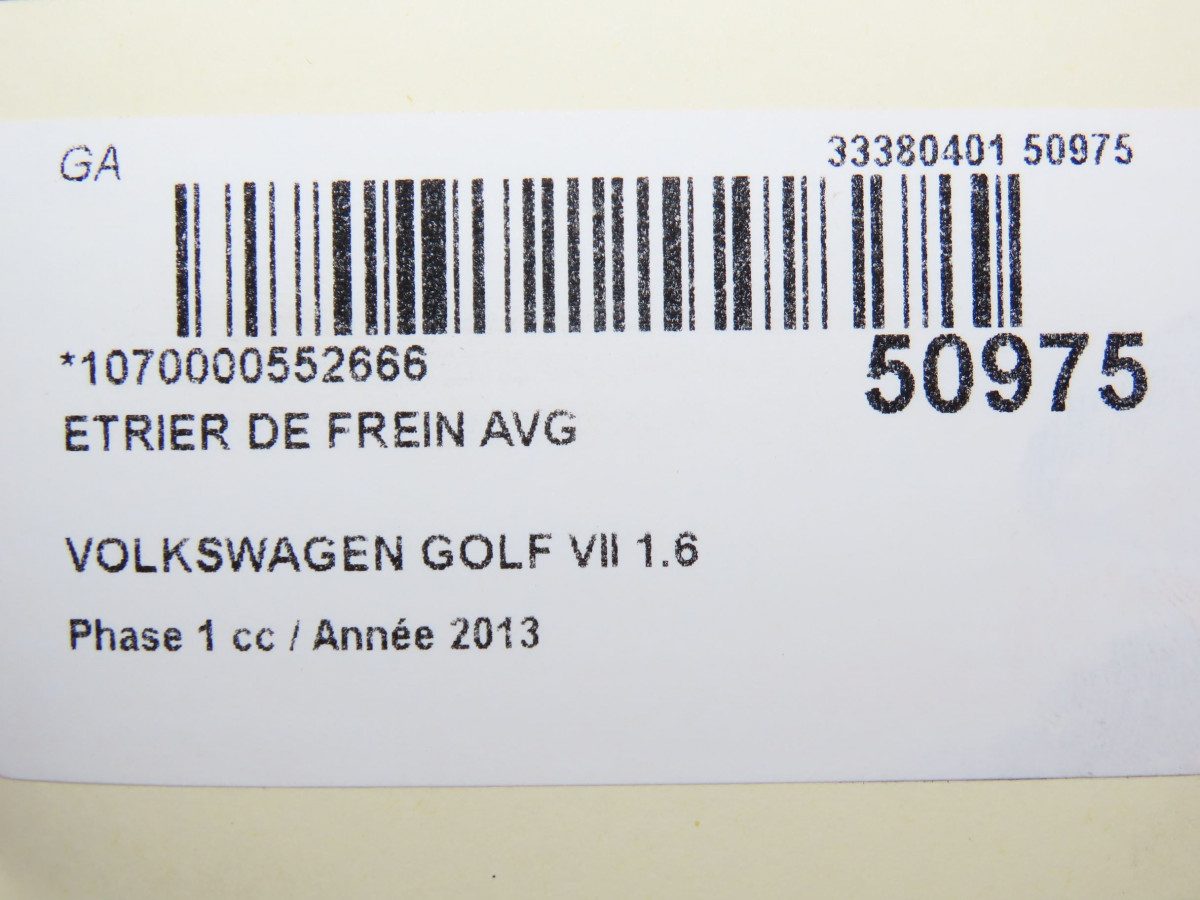 GA
33380401 50975
*1070000552666
50975
ETRIER DE FREIN AVG
VOLKSWAGEN GOLF VII 1.6
Phase 1 cc / Année 2013